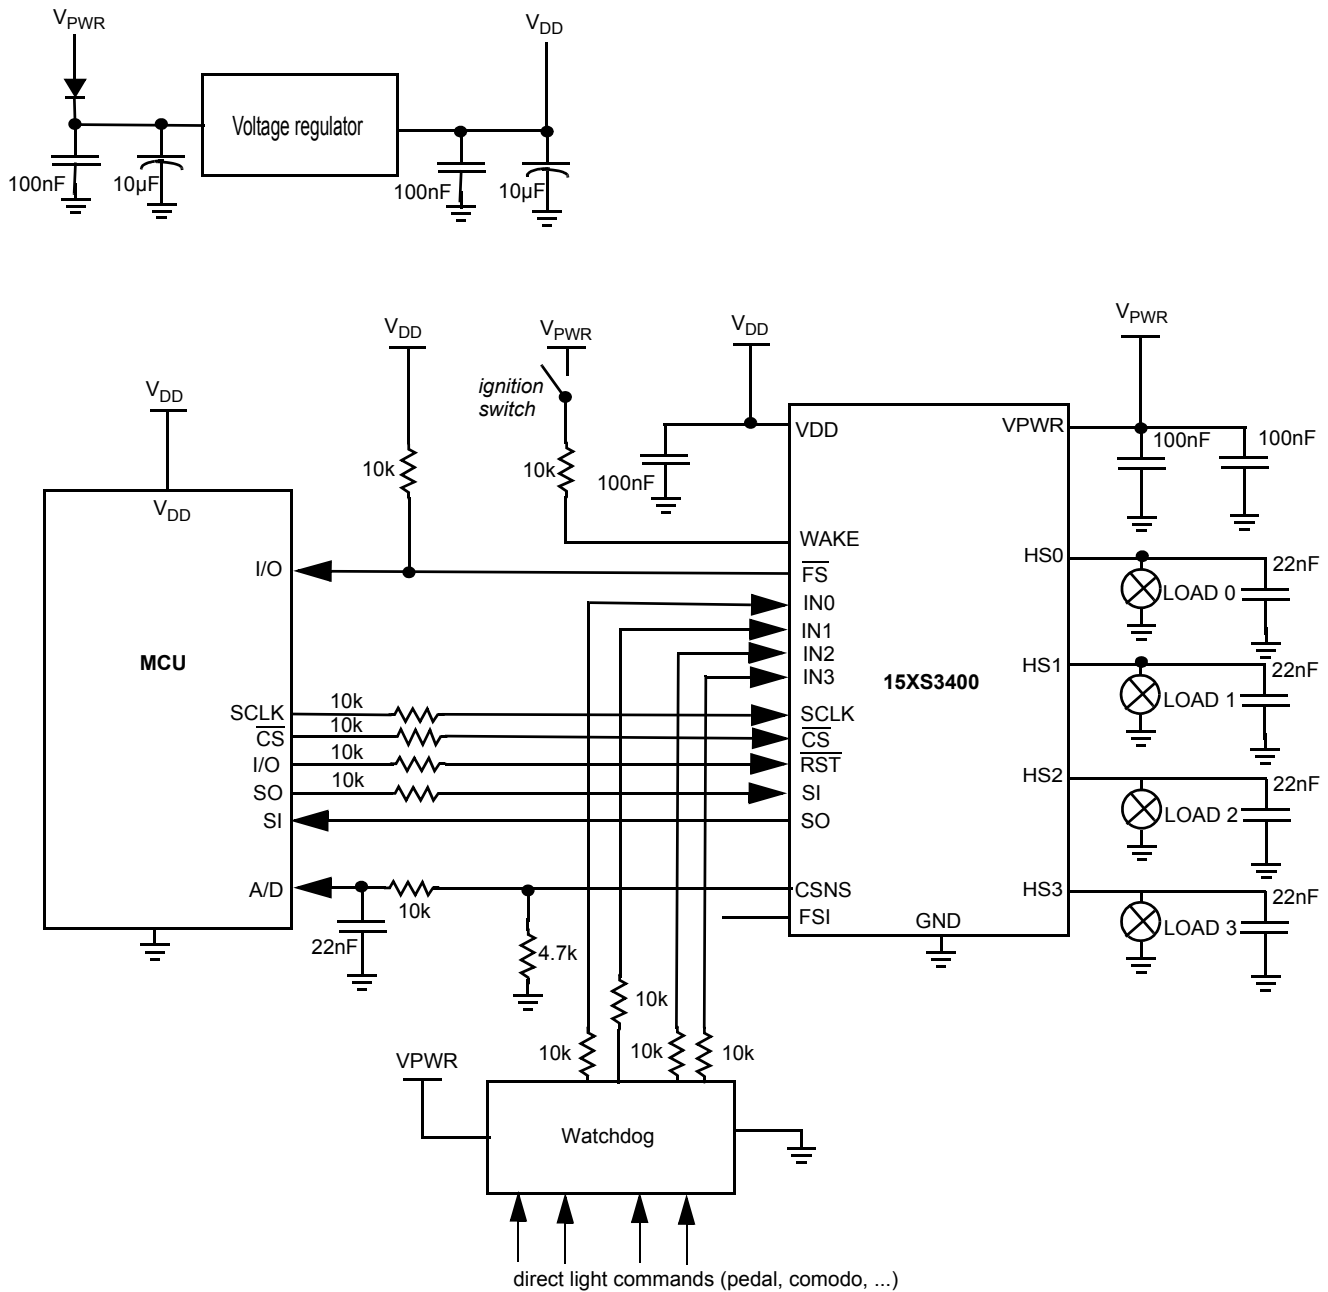 VPWR
VDD
Voltage regulator
100nF
10µF
100nF
10µF
VDD
VPWR
VDD
VPWR
VDD
ignition
switch
VDD
VPWR
100nF
100nF
10k
10k
100nF
VDD
WAKE
HS0
I/O
FS
22nF
IN0
LOAD 0
IN1
IN2
MCU
HS1
22nF
IN3
15XS3400
10k
LOAD 1
SCLK
SCLK
10k
CS
CS
10k
I/O
RST
HS2
10k
22nF
SO
SI
LOAD 2
SI
SO
A/D
CSNS
HS3
22nF
10k
FSI
GND
LOAD 3
22nF
4.7k
10k
10k
10k
10k
VPWR
Watchdog
direct light commands (pedal, comodo, ...)